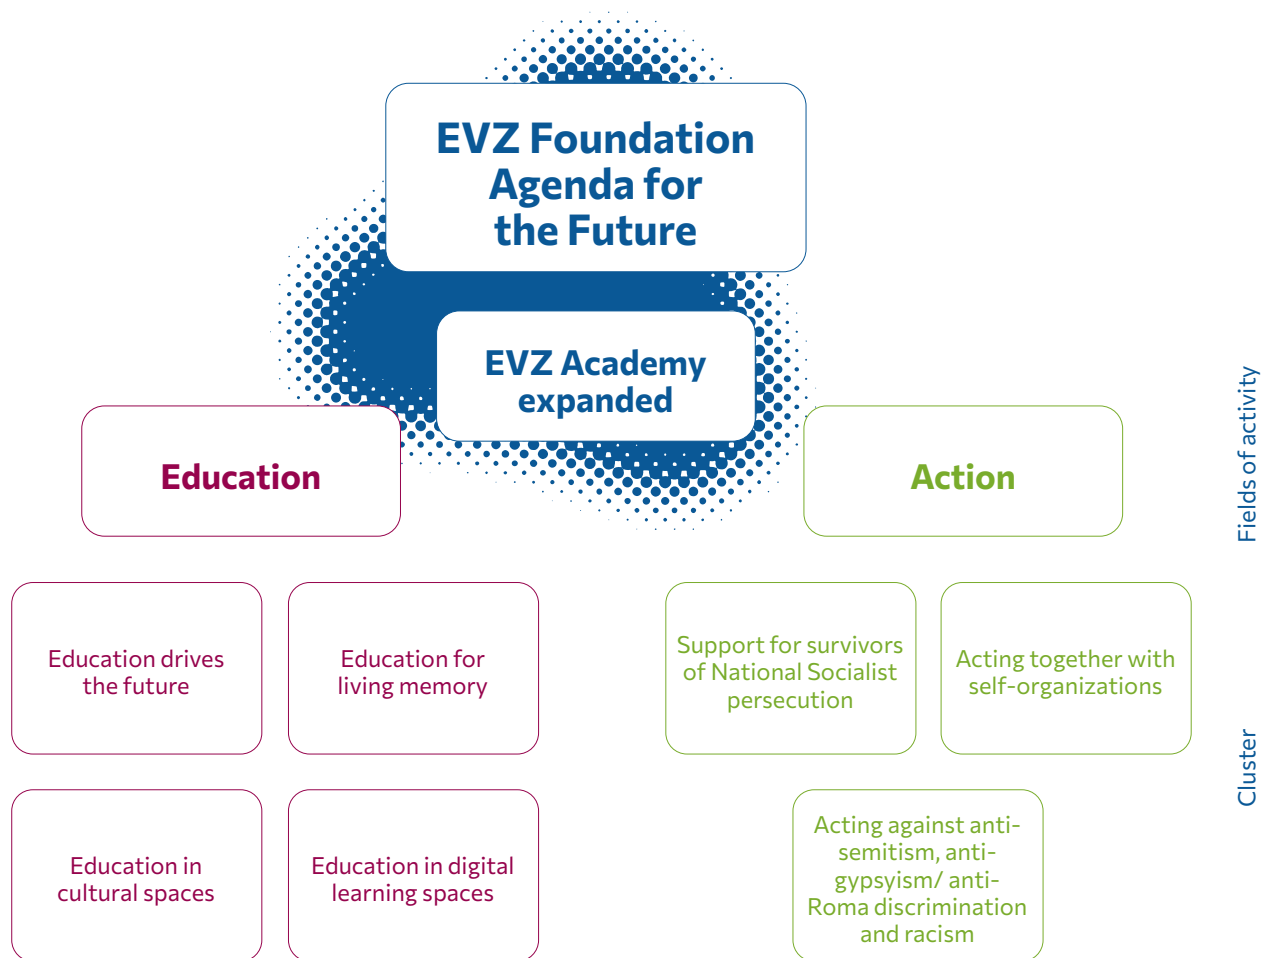 EVZ Foundation
Agenda for
the Future
EVZ Academy
expanded
Education
Action
Fields of activity
Education drives
the future
Education for
living memory
Support for survivors
of National Socialist
persecution
Acting together with
self-organizations
Cluster
Education in
cultural spaces
Education in digital
learning spaces
Acting against anti-
semitism, anti-
gypsyism/ anti-
Roma discrimination
and racism